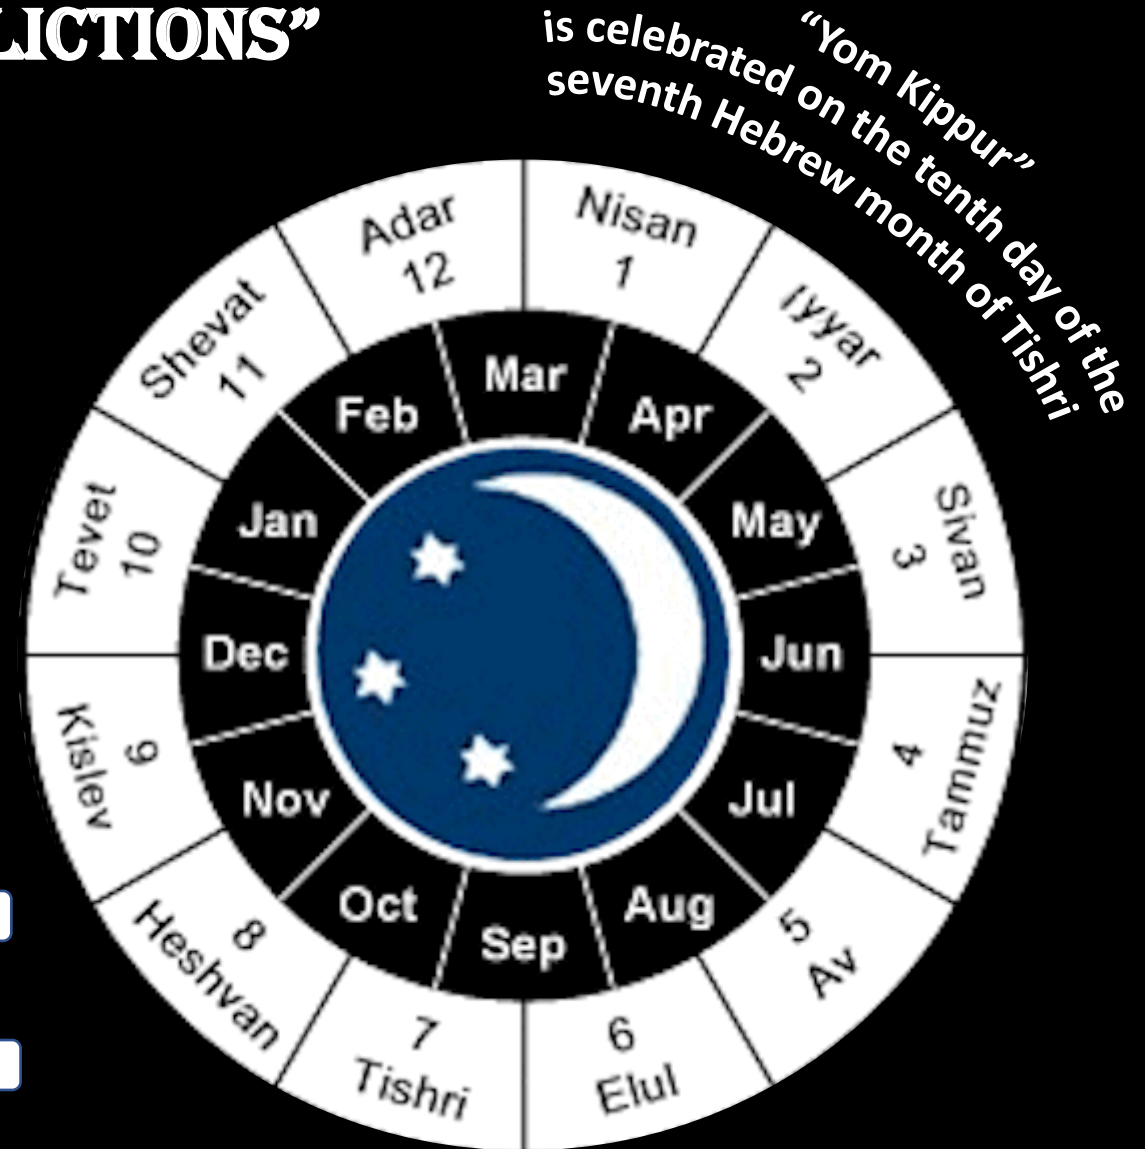 LICTIONS”
“Yom Kippur”
is celebrated on the tenth day of the
seventh Hebrew month of Tishri
Nisan
1
Iyyar
2
Sivan
3
Tammuz
4
5
Av
6
Elul
7
Tishri
8
Heshvan
9
Kislev
Tevet
10
Shevat
11
Adar
12
Mar
Apr
May
Jun
Jul
Aug
Sep
Oct
Nov
Dec
Jan
Feb